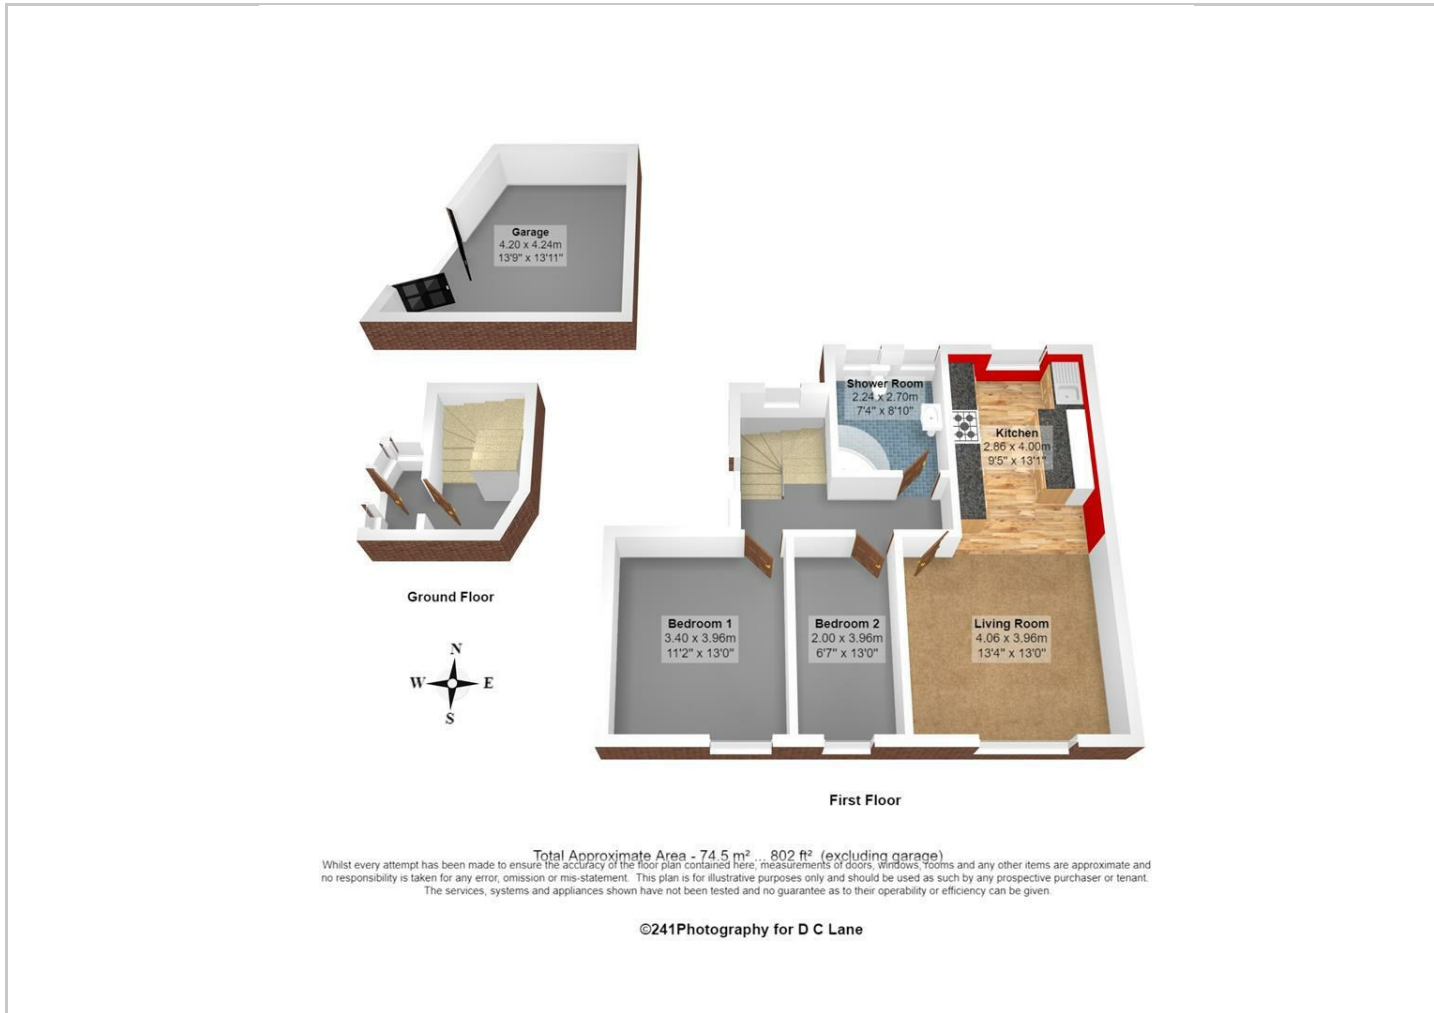 Garage
4.20 x 4.24m
13'9" x 13'11"
Shower Room
2.24 x 2.70m
7'4" x 8'10"
Kitchen
2.86 x 4.00m
9'5" x 13'1"
Ground Floor
Bedroom 1
3.40 x 3.96m
11'2" x 13'0"
Bedroom 2
2.00 x 3.96m
6'7" x 13'0"
Living Room
4.06 x 3.96m
13'4" x 13'0"
N
W E
S
First Floor
Total Approximate Area - 74.5 m² ... 802 ft² (excluding garage)
Whilst every attempt has been made to ensure the accuracy of the floor plan contained here, measurements of doors, windows, rooms and any other items are approximate and
no responsibility is taken for any error, omission or mis-statement. This plan is for illustrative purposes only and should be used as such by any prospective purchaser or tenant.
The services, systems and appliances shown have not been tested and no guarantee as to their operability or efficiency can be given.
©241Photography for D C Lane